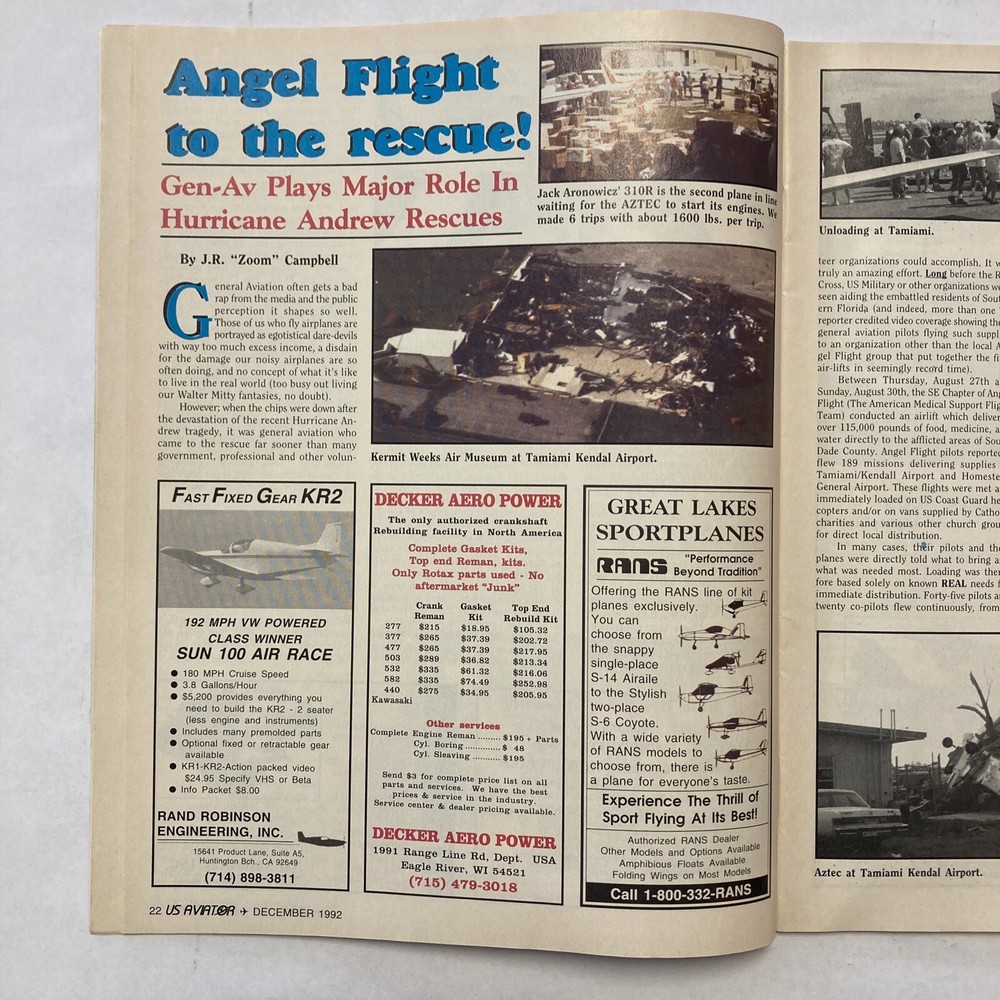 Angel Flight
to the rescue!
Gen-Av Plays Major Role In
Hurricane Andrew Rescues
By J.R. "Zoom" Campbell
General Aviation often gets a bad
rap from the media and the public
perception it shapes so well.
Those of us who fly airplanes are
portrayed as egotistical dare-devils
with way too much excess income, a disdain
for the damage our noisy airplanes are so
often doing, and no concept of what it's like
to live in the real world (too busy out living
our Walter Mitty fantasies, no doubt).
However; when the chips were down after
the devastation of the recent Hurricane An-
drew tragedy, it was general aviation who
came to the rescue far sooner than many
government, professional and other volun-
Jack Aronowicz' 310R is the second plane in line
waiting for the AZTEC to start its engines. We
made 6 trips with about 1600 lbs. per trip.
Kermit Weeks Air Museum at Tamiami Kendal Airport.
FAST FIXED GEAR KR2
192 MPH VW POWERED
CLASS WINNER
SUN 100 AIR RACE
● 180 MPH Cruise Speed
● 3.8 Gallons/Hour
● $5,200 provides everything you
need to build the KR2 - 2 seater
(less engine and instruments)
● Includes many premolded parts
● Optional fixed or retractable gear
available
● KR1-KR2-Action packed video
$24.95 Specify VHS or Beta
● Info Packet $8.00
RAND ROBINSON
ENGINEERING, INC.
15641 Product Lane, Suite A5,
Huntington Bch., CA 92649
(714) 898-3811
DECKER AERO POWER
The only authorized crankshaft
Rebuilding facility in North America
Complete Gasket Kits,
Top end Reman, kits.
Only Rotax parts used - No
aftermarket "Junk"
Crank Gasket Top End
Reman Kit Rebuild Kit
277 $215 $18.95 $105.32
377 $265 $37.39 $202.72
477 $265 $37.39 $217.95
503 $289 $36.82 $213.34
532 $335 $61.32 $216.06
582 $335 $74.49 $252.98
440 $275 $34.95 $205.95
Kawasaki
Other services
Complete Engine Reman ......... $195 + Parts
Cyl. Boring .............. $ 48
Cyl. Sleaving ........... $195
Send $3 for complete price list on all
parts and services. We have the best
prices & service in the industry.
Service center & dealer pricing available.
DECKER AERO POWER
1991 Range Line Rd, Dept. USA
Eagle River, WI 54521
(715) 479-3018
GREAT LAKES
SPORTPLANES
RANS "Performance
Beyond Tradition"
Offering the RANS line of kit
planes exclusively.
You can
choose from
the snappy
single-place
S-14 Airaile
to the Stylish
two-place
S-6 Coyote.
With a wide variety
of RANS models to
choose from, there is
a plane for everyone's taste.
Experience the Thrill of
Sport Flying At Its Best!
Authorized RANS Dealer
Other Models and Options Available
Amphibious Floats Available
Folding Wings on Most Models
Call 1-800-332-RANS
22 US AVIATOR ✈ DECEMBER 1992
Unloading at Tamiami.
teer organizations could accomplish. It
truly an amazing effort. Long before the
Cross, US Military or other organizations
seen aiding the embattled residents of
ern Florida (and indeed, more than one
reporter credited video coverage showing
general aviation pilots flying such
to an organization other than the local
gel Flight group that put together the
air-lifts in seemingly record time).
Between Thursday, August 27th
Sunday, August 30th, the SE Chapter of
Flight (The American Medical Support
Team) conducted an airlift which
over 115,000 pounds of food, medicine,
water directly to the afflicted areas of
Dade County. Angel Flight pilots
flew 189 missions delivering supplies
Tamiami/Kendall Airport and
General Airport. These flights were met
immediately loaded on US Coast Guard
copters and/or on vans supplied by
charities and various other church
for direct local distribution.
In many cases, their pilots and
planes were directly told what to bring
what was needed most. Loading was
fore based solely on known REAL needs
immediate distribution. Forty-five pilots
twenty co-pilots flew continuously, from
Aztec at Tamiami Kendal Airport.